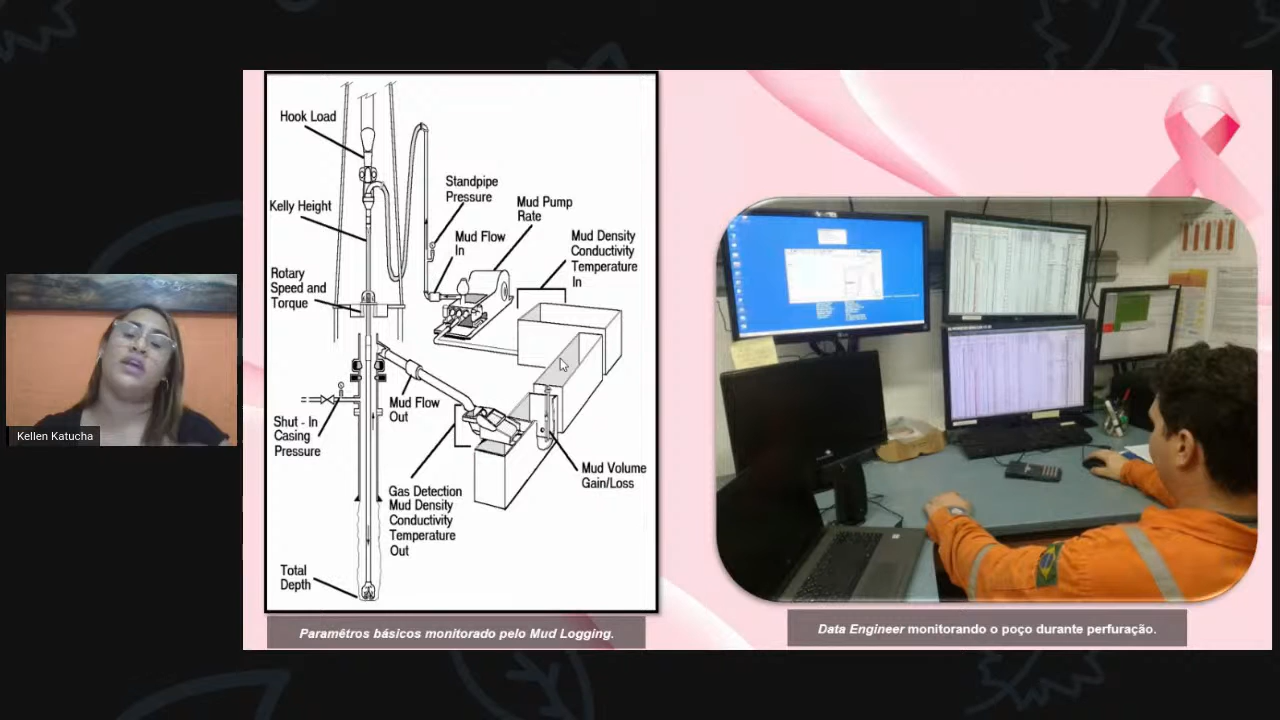 Hook Load
Kelly Height
Rotary
Speed and
Torque
Shut - In
Casing
Pressure
Total
Depth
Standpipe
Pressure
Mud Flow
In
Mud Pump
Rate
Mud Density
Conductivity
Temperature
In
Mud Flow
Out
Gas Detection
Mud Density
Conductivity
Temperature
Out
Mud Volume
Gain/Loss
Paramêtros básicos monitorado pelo Mud Logging.
Data Engineer monitorando o poço durante perfuração.
Kellen Katucha